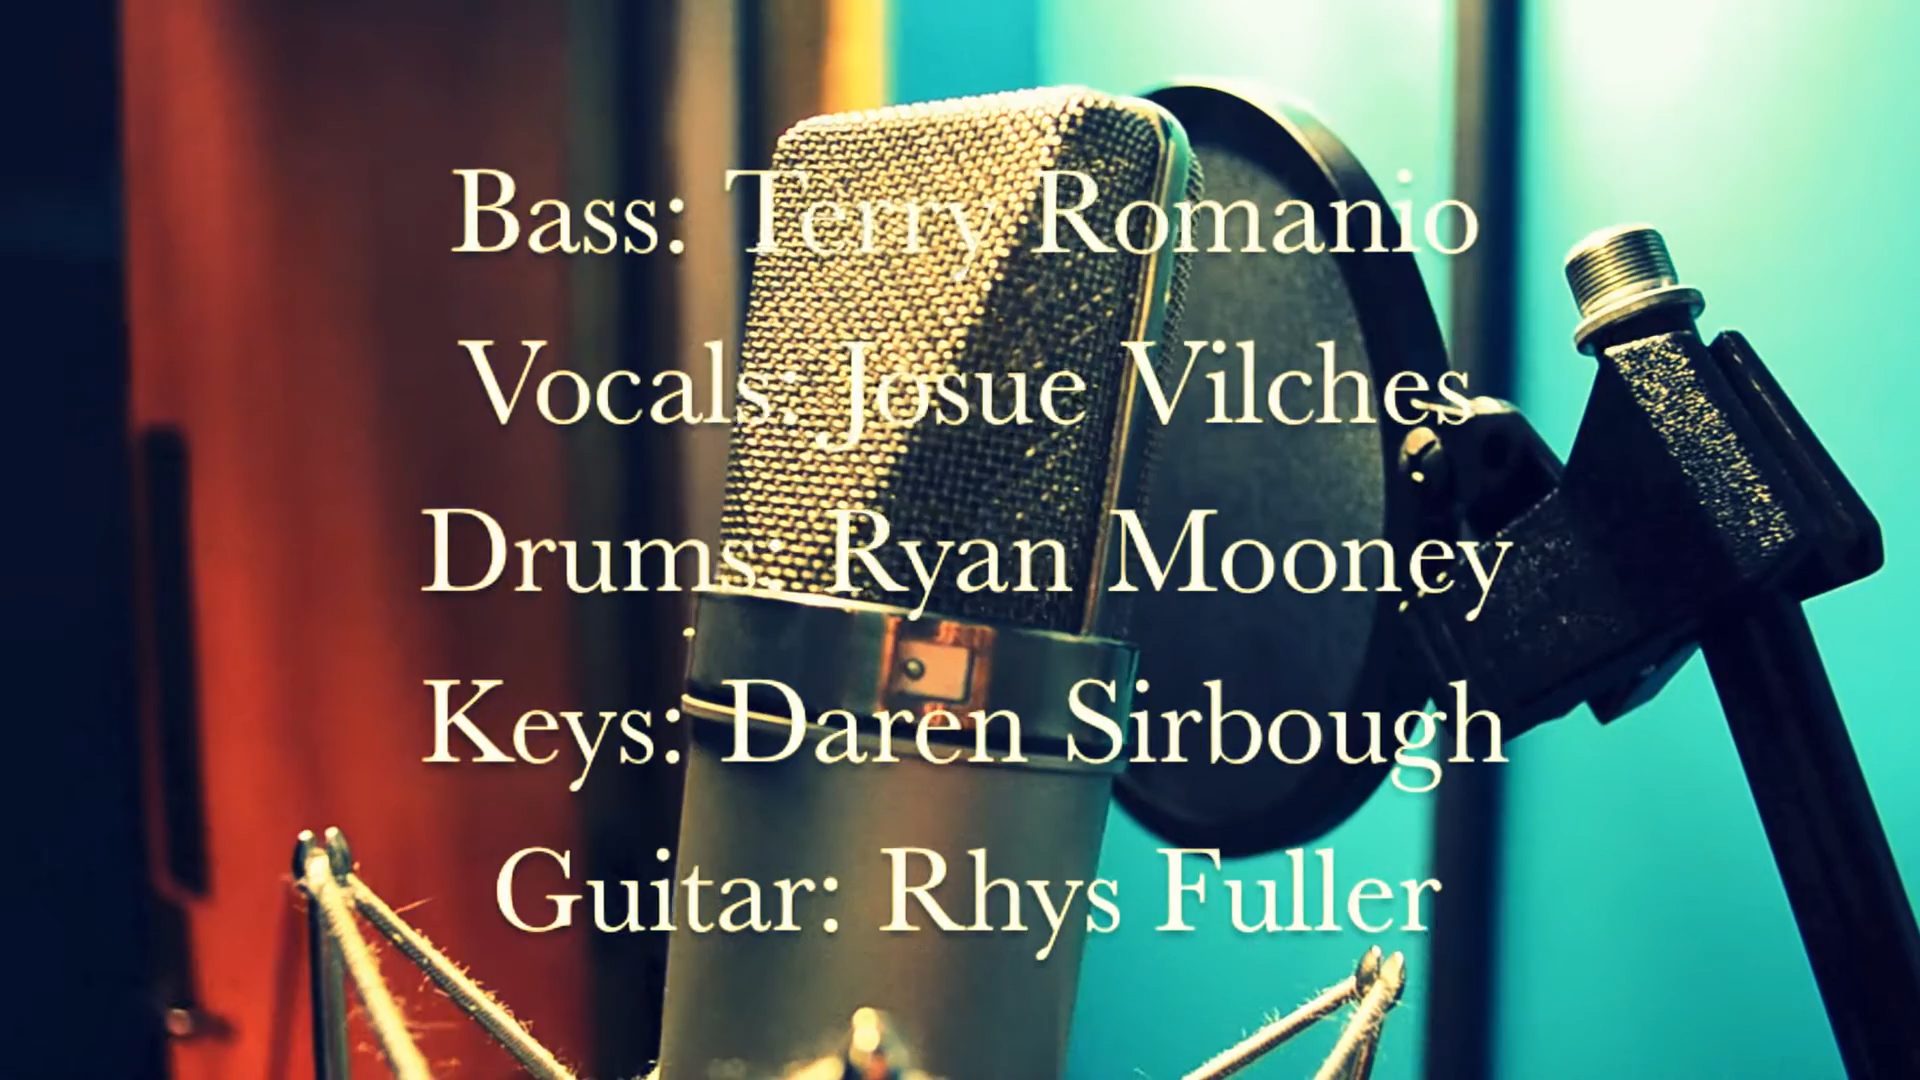 Bass: Terry Romanio
Vocals: Josue Vilches
Drums: Ryan Mooney
Keys: Daren Sirbough
Guitar: Rhys Fuller